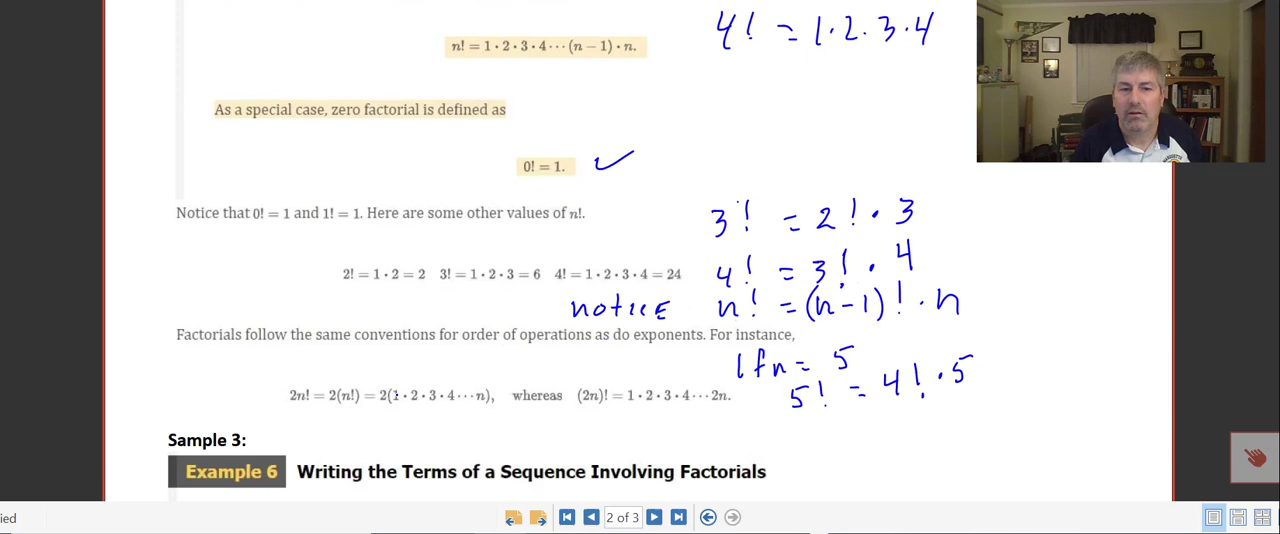 4! = 1·2·3·4
n! = 1 • 2 • 3 • 4 ··· (n − 1) • n.
As a special case, zero factorial is defined as
0! = 1. ✓
Notice that 0! = 1 and 1! = 1. Here are some other values of n!.
3! = 2! · 3
2! = 1 • 2 = 2 3! = 1 • 2 • 3 = 6 4! = 1 • 2 • 3 • 4 = 24
4! = 3! · 4
notice n! = (n-1)! · n
Factorials follow the same conventions for order of operations as do exponents. For instance,
If n = 5
5! = 4! · 5
2n! = 2(n!) = 2(1 • 2 • 3 • 4 ··· n), whereas (2n)! = 1 • 2 • 3 • 4 ··· 2n.
Sample 3:
Example 6 Writing the Terms of a Sequence Involving Factorials
ied
2 of 3